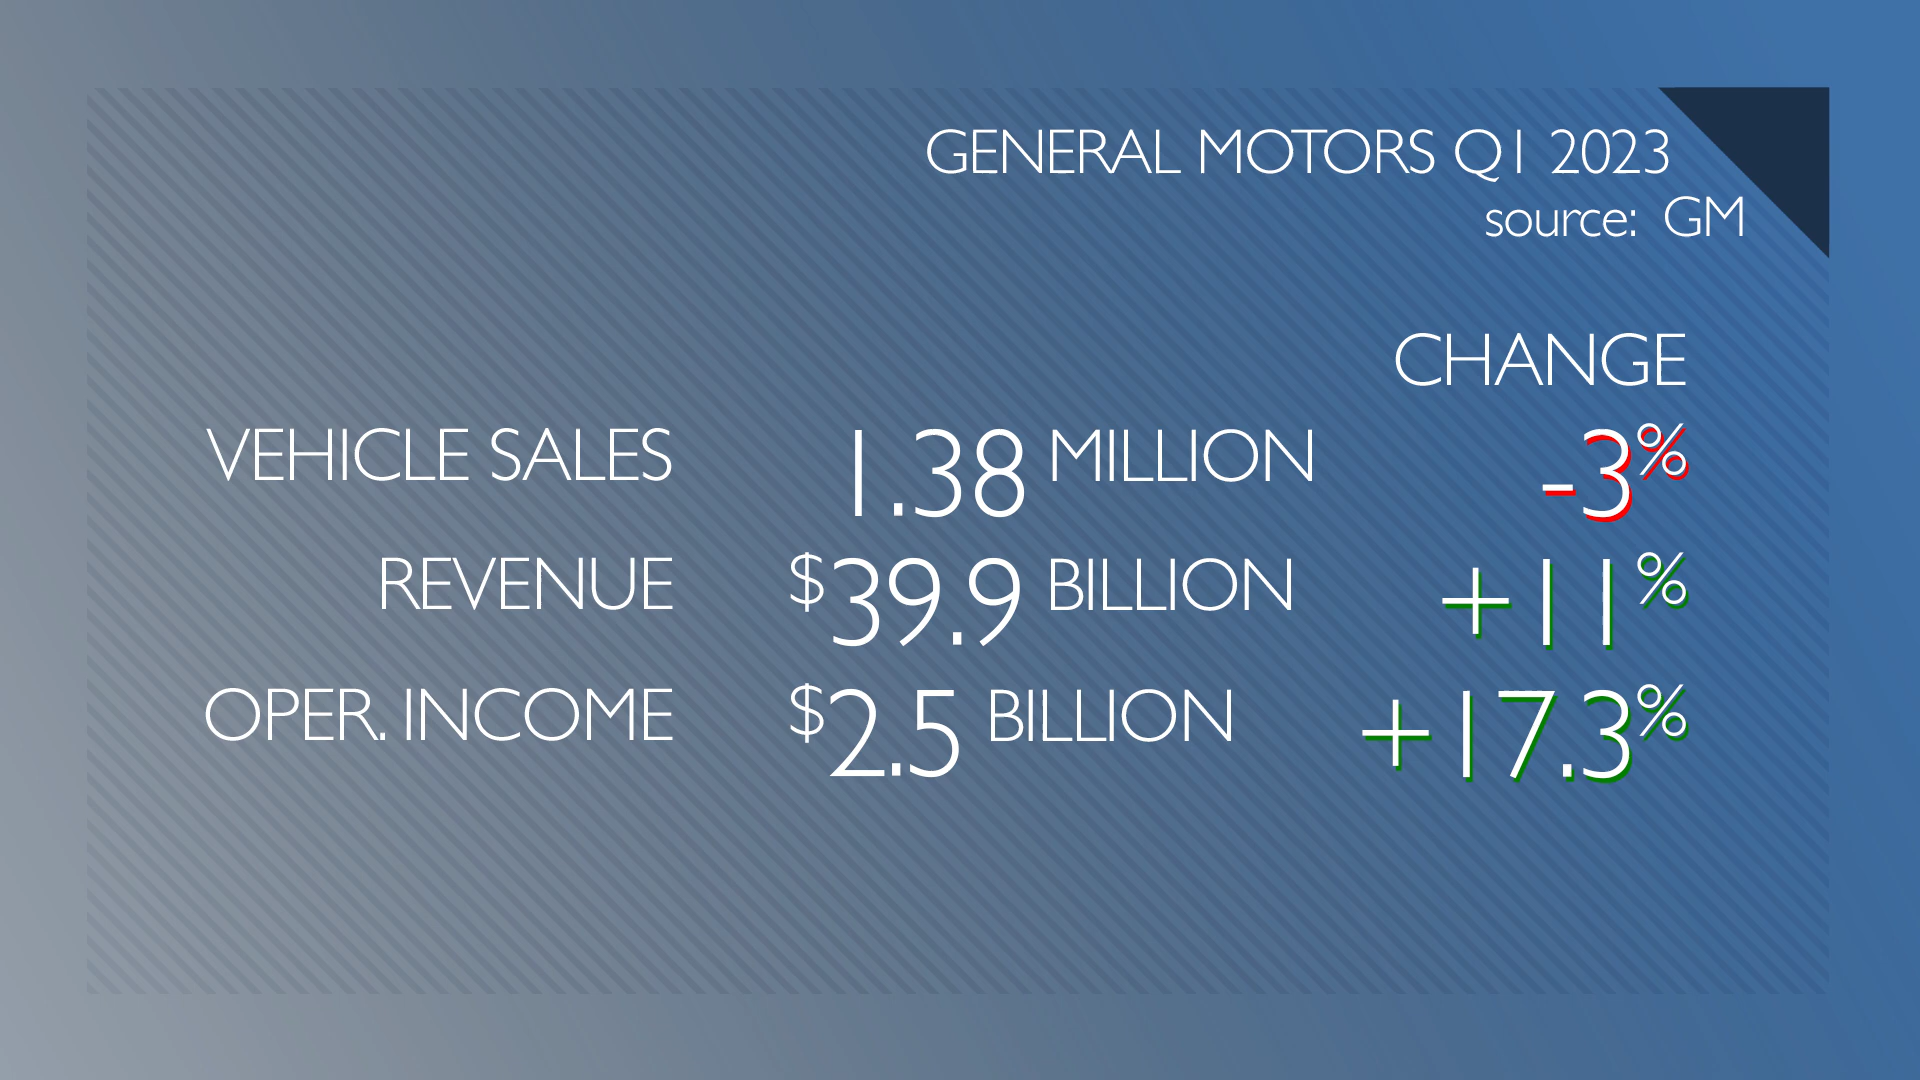 GENERAL MOTORS Q1 2023
source: GM
CHANGE
VEHICLE SALES 1.38 MILLION -3%
REVENUE $39.9 BILLION +11%
OPER. INCOME $2.5 BILLION +17.3%